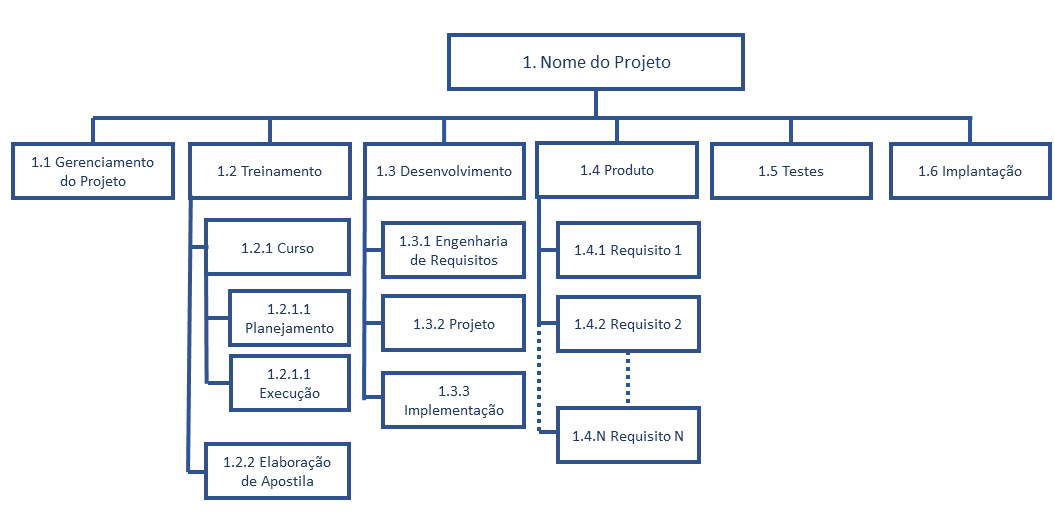 1. Nome do Projeto
1.1 Gerenciamento
do Projeto
1.2 Treinamento
1.3 Desenvolvimento
1.4 Produto
1.5 Testes
1.6 Implantação
1.2.1 Curso
1.2.1.1
Planejamento
1.2.1.1
Execução
1.2.2 Elaboração
de Apostila
1.3.1 Engenharia
de Requisitos
1.3.2 Projeto
1.3.3
Implementação
1.4.1 Requisito 1
1.4.2 Requisito 2
1.4.N Requisito N